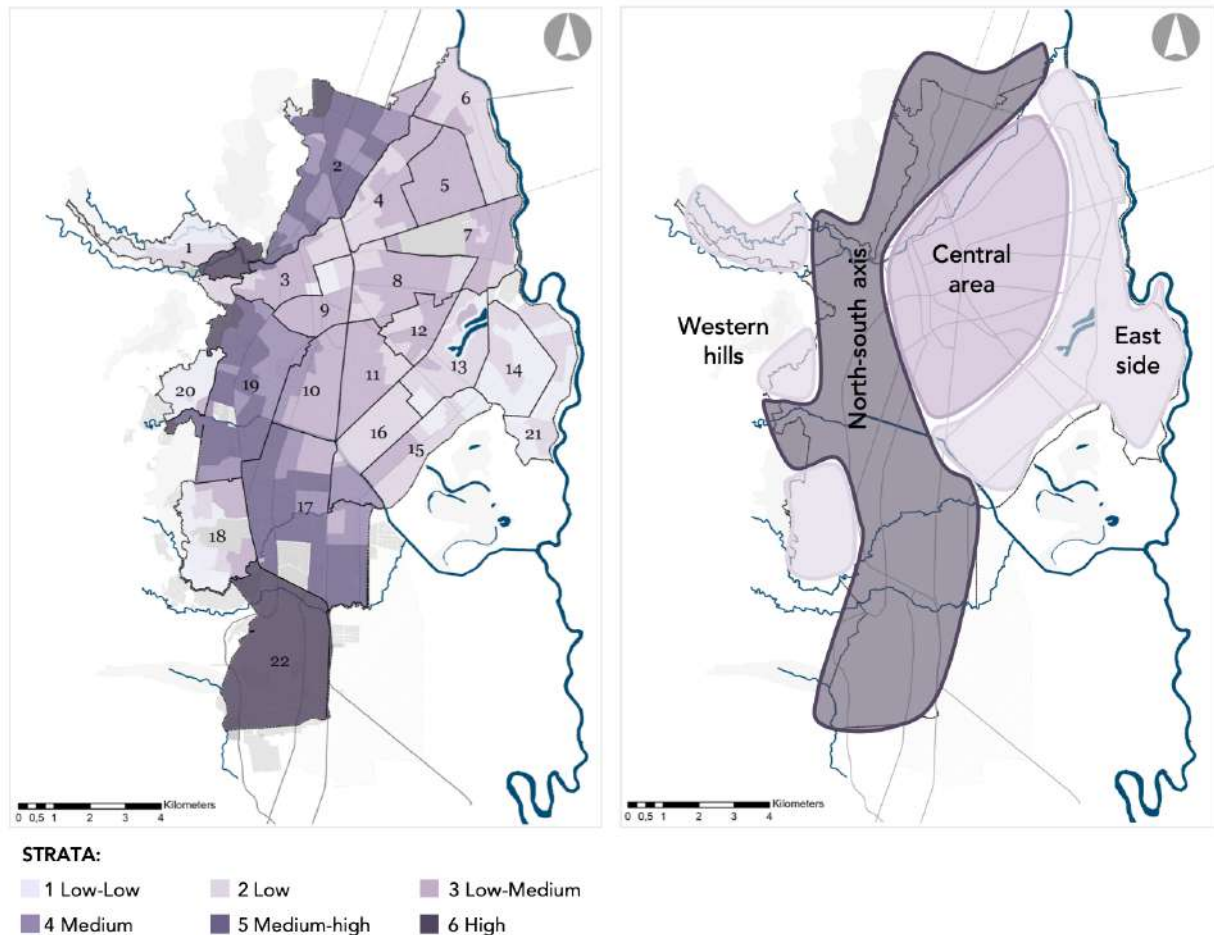 6
2
5
4
7
1
3
8
9
12
13
14
20
19
10
11
16
15
21
17
18
22
Kilometers
0 0,5 1 2 3 4
North-south axis
Central
area
Western
hills
East
side
Kilometers
0 0,5 1 2 3 4
STRATA:
1 Low-Low
2 Low
3 Low-Medium
4 Medium
5 Medium-high
6 High